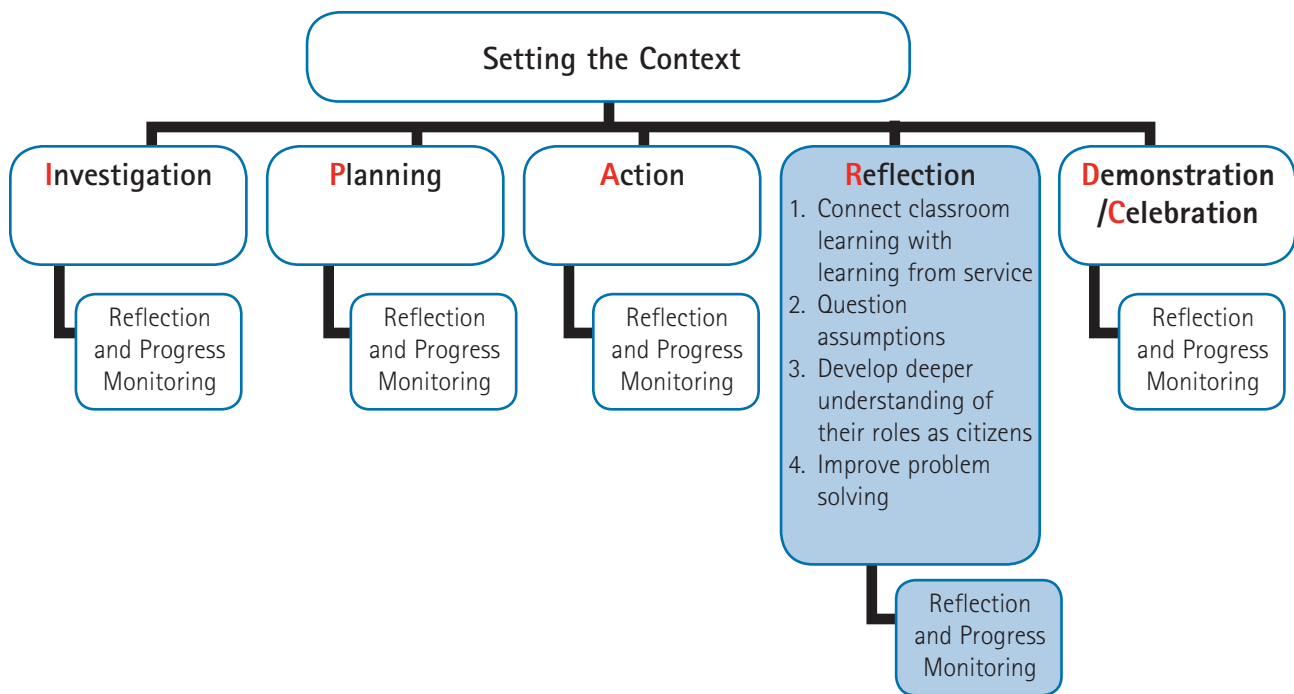 Setting the Context
Investigation
Reflection
and Progress
Monitoring
Planning
Reflection
and Progress
Monitoring
Action
Reflection
and Progress
Monitoring
Reflection
1. Connect classroom
learning with
learning from service
2. Question
assumptions
3. Develop deeper
understanding of
their roles as citizens
4. Improve problem
solving
Reflection
and Progress
Monitoring
Demonstration
/Celebration
Reflection
and Progress
Monitoring